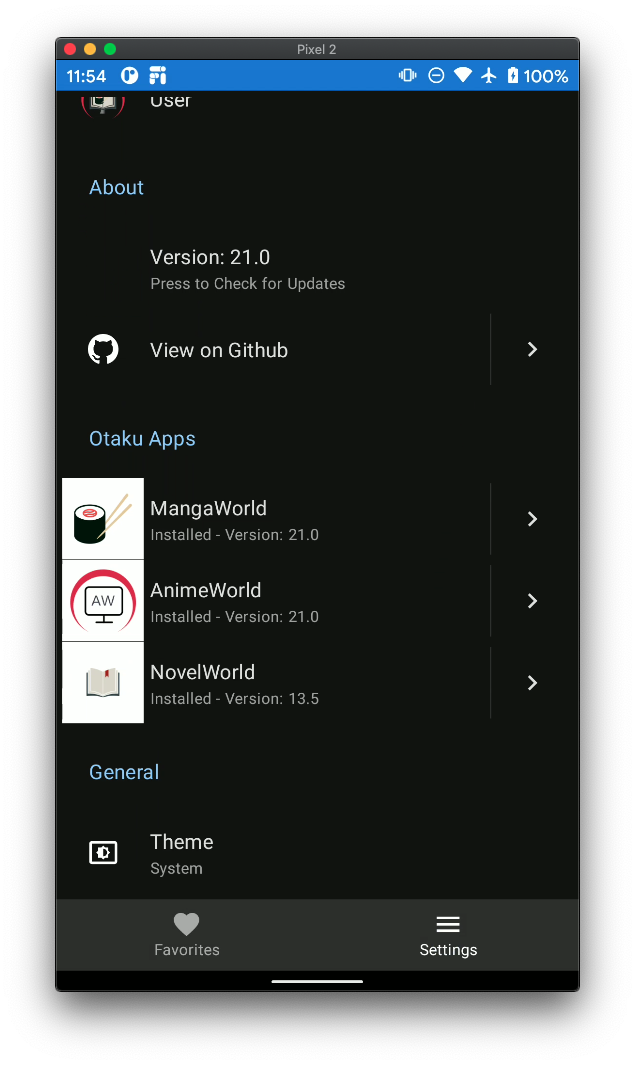 Pixel 2
11:54
100%
User
About
Version: 21.0
Press to Check for Updates
View on Github
Otaku Apps
MangaWorld
Installed - Version: 21.0
AW
AnimeWorld
Installed - Version: 21.0
NovelWorld
Installed - Version: 13.5
General
Theme
System
Favorites
Settings